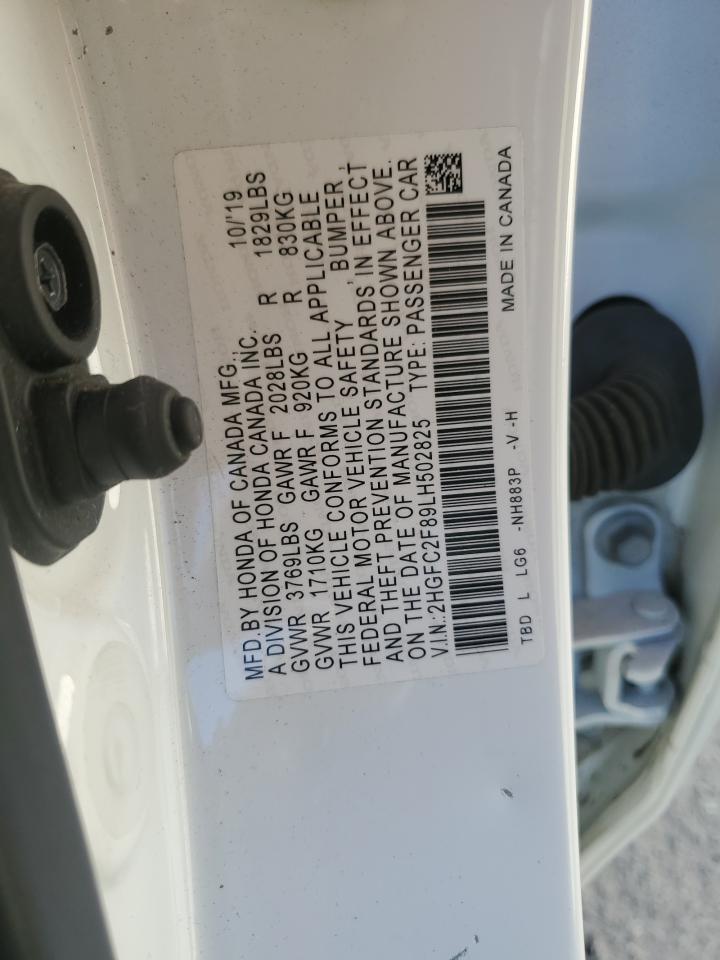 MFD.BY HONDA OF CANADA MFG., 10/'19
A DIVISION OF HONDA CANADA INC.
GVWR 3769LBS GAWR F 2028LBS R 1829LBS
GVWR 1710KG GAWR F 920KG R 830KG
THIS VEHICLE CONFORMS TO ALL APPLICABLE
FEDERAL MOTOR VEHICLE SAFETY , BUMPER ,
AND THEFT PREVENTION STANDARDS IN EFFECT
ON THE DATE OF MANUFACTURE SHOWN ABOVE.
V.I.N.:2HGFC2F89LH502825 TYPE: PASSENGER CAR
TBD L LG6 -NH883P -V -H MADE IN CANADA